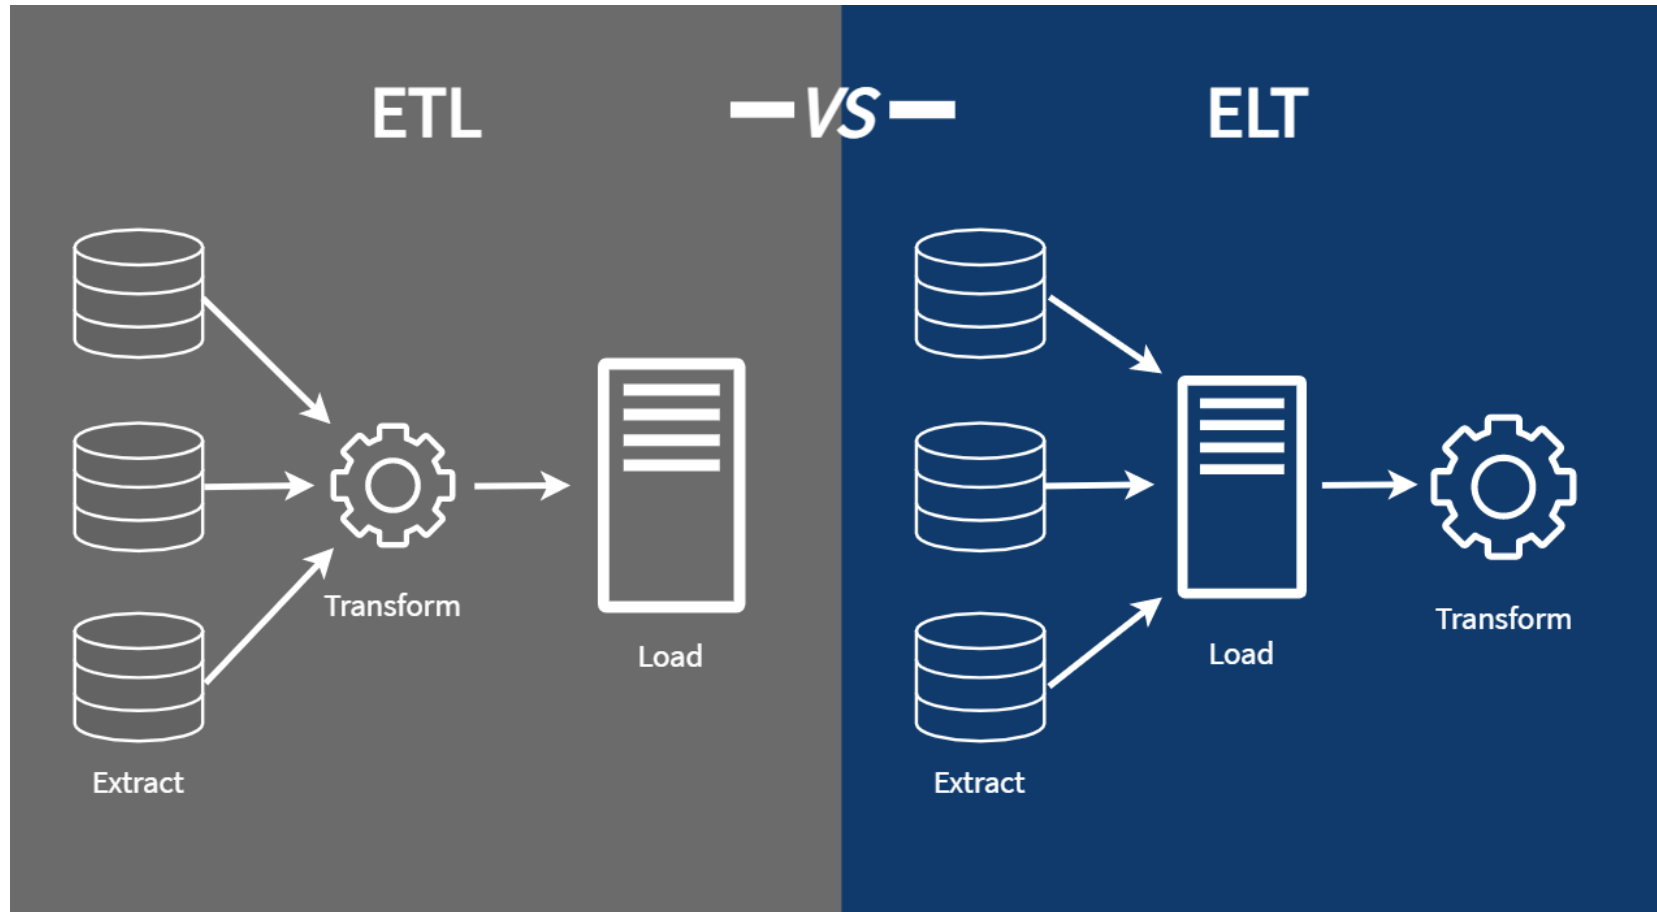 ETL
VS
ELT
Transform
Load
Extract
Load
Transform
Extract